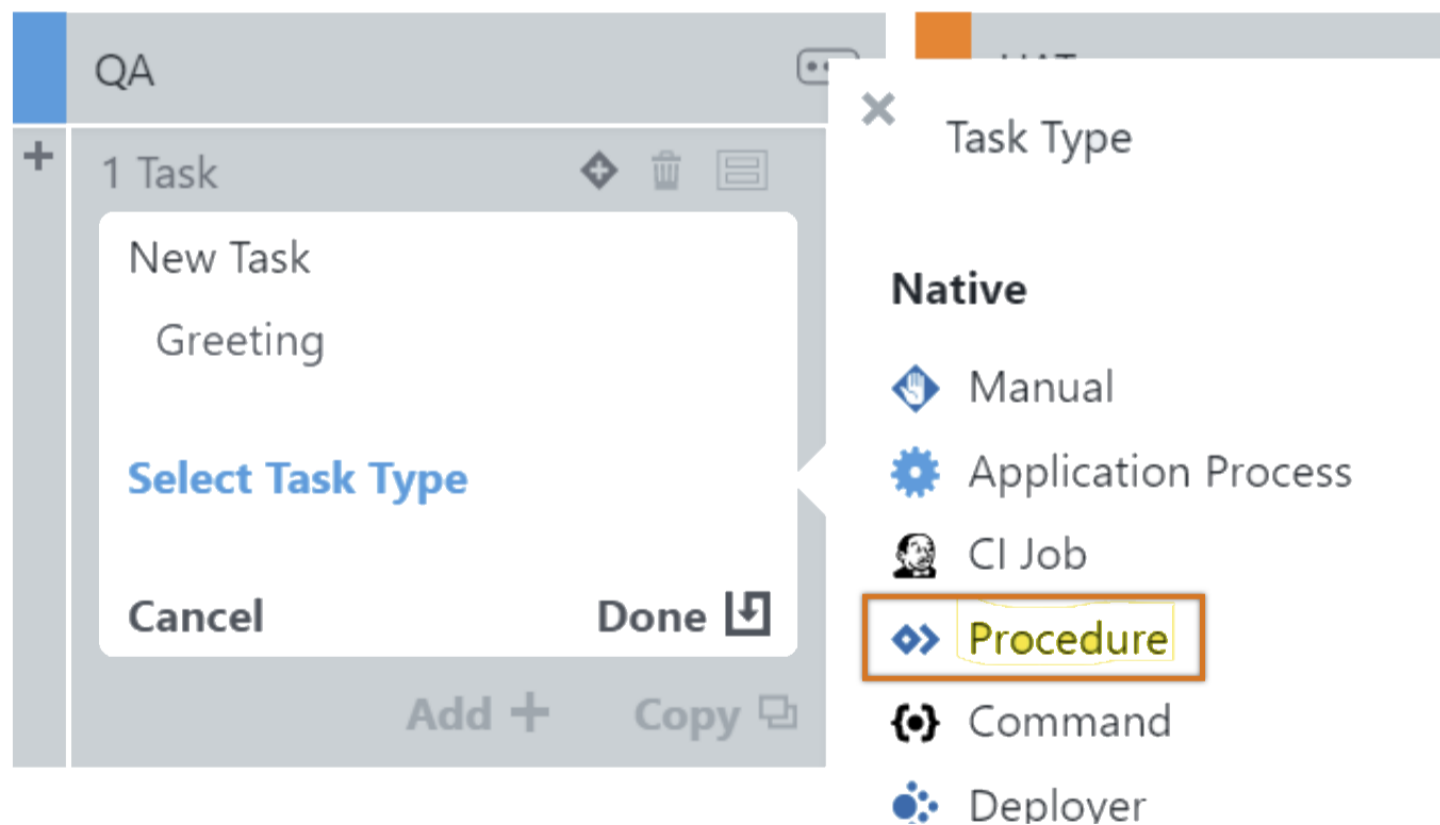 QA
1 Task
New Task
Greeting
Select Task Type
Cancel
Done
Add
Copy
UAT
Task Type
Native
Manual
Application Process
CI Job
Procedure
Command
Deployer